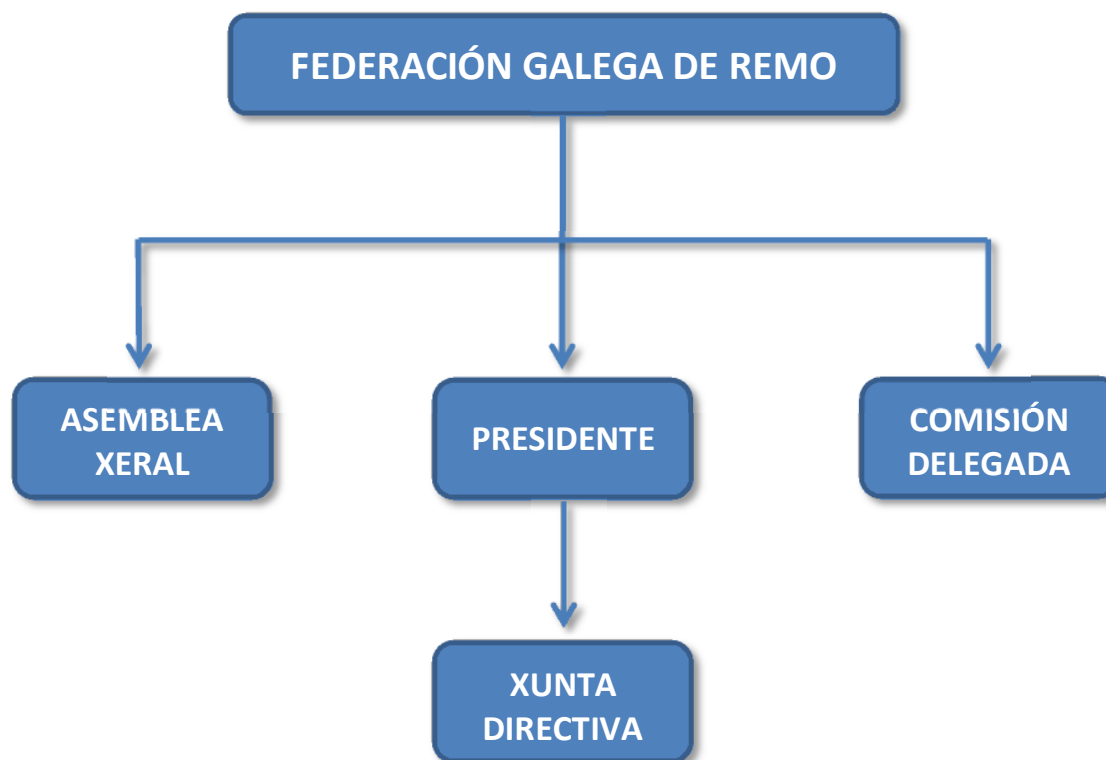 FEDERACIÓN GALEGA DE REMO
ASEMBLEA
XERAL
PRESIDENTE
COMISIÓN
DELEGADA
XUNTA
DIRECTIVA